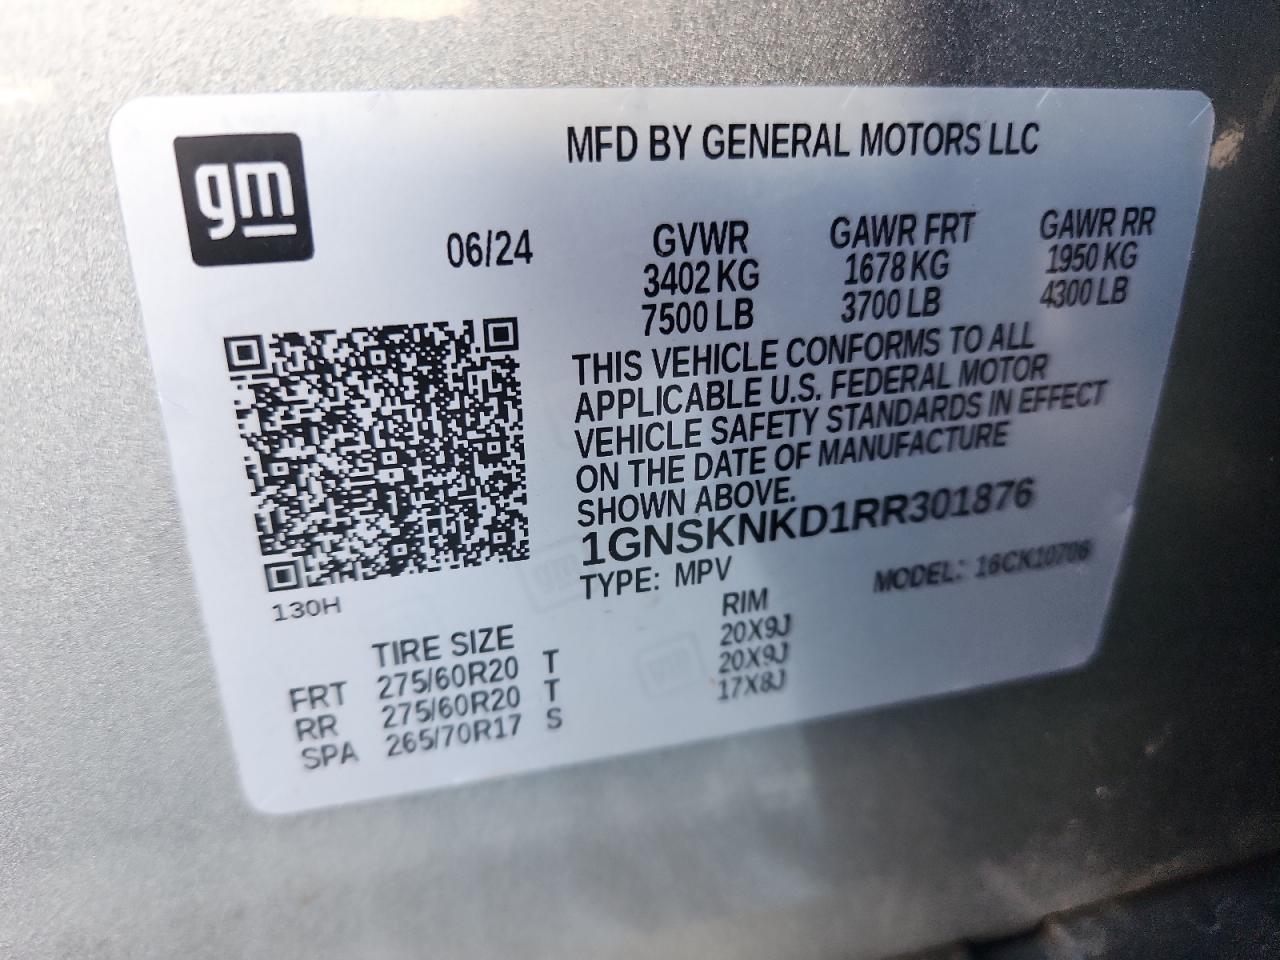 gm
MFD BY GENERAL MOTORS LLC
06/24
GVWR GAWR FRT GAWR RR
3402 KG 1678 KG 1950 KG
7500 LB 3700 LB 4300 LB
THIS VEHICLE CONFORMS TO ALL
APPLICABLE U.S. FEDERAL MOTOR
VEHICLE SAFETY STANDARDS IN EFFECT
ON THE DATE OF MANUFACTURE
SHOWN ABOVE.
1GNSKNKD1RR301876
TYPE: MPV MODEL: 16CK10706
130H
TIRE SIZE RIM
FRT 275/60R20 T 20X9J
RR 275/60R20 T 20X9J
SPA 265/70R17 S 17X8J